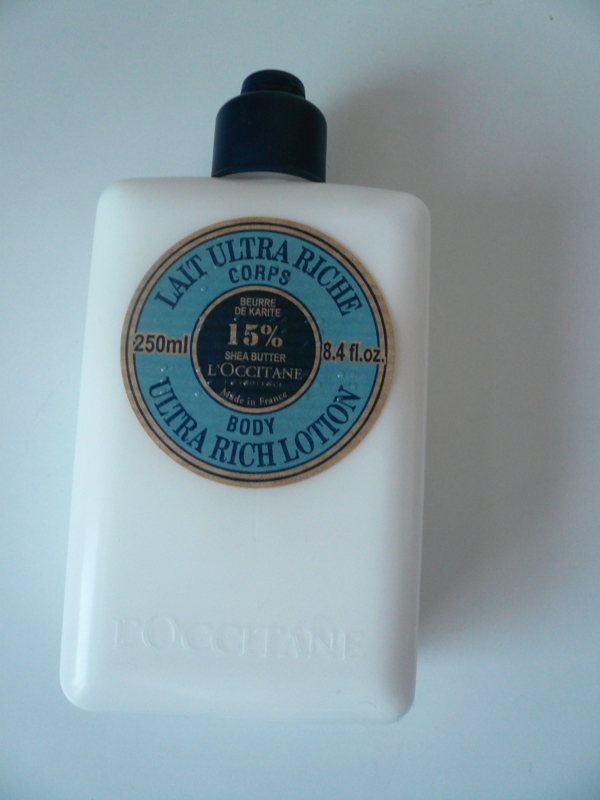 LAIT ULTRA RICHE
CORPS
BEURRE
DE KARITE
15%
SHEA BUTTER
L'OCCITANE
Made in France
250ml
8.4 fl.oz.
BODY
ULTRA RICH LOTION
L'OCCITANE